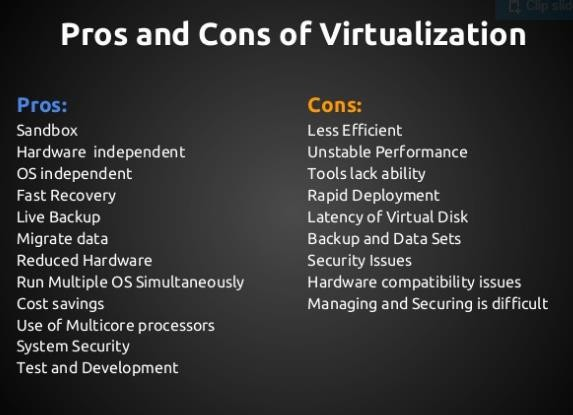 Clip slid
Pros and Cons of Virtualization
Pros:
Sandbox
Hardware independent
OS independent
Fast Recovery
Live Backup
Migrate data
Reduced Hardware
Run Multiple OS Simultaneously
Cost savings
Use of Multicore processors
System Security
Test and Development
Cons:
Less Efficient
Unstable Performance
Tools lack ability
Rapid Deployment
Latency of Virtual Disk
Backup and Data Sets
Security Issues
Hardware compatibility issues
Managing and Securing is difficult